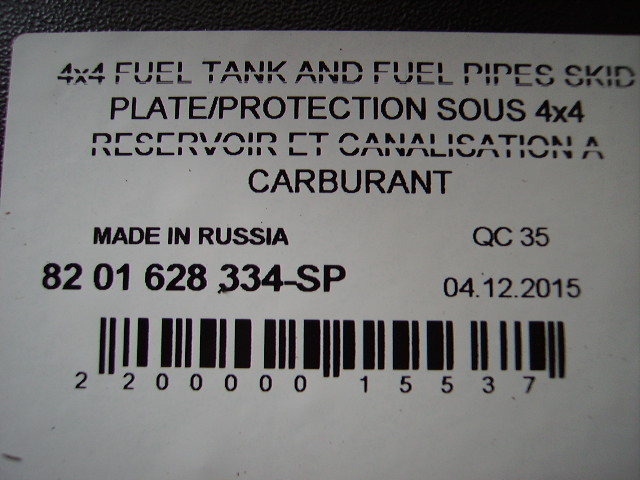 4x4 FUEL TANK AND FUEL PIPES SKID
PLATE/PROTECTION SOUS 4x4
RESERVOIR ET CANALISATION A
CARBURANT
MADE IN RUSSIA QC 35
82 01 628 334-SP 04.12.2015
2 200000 15537